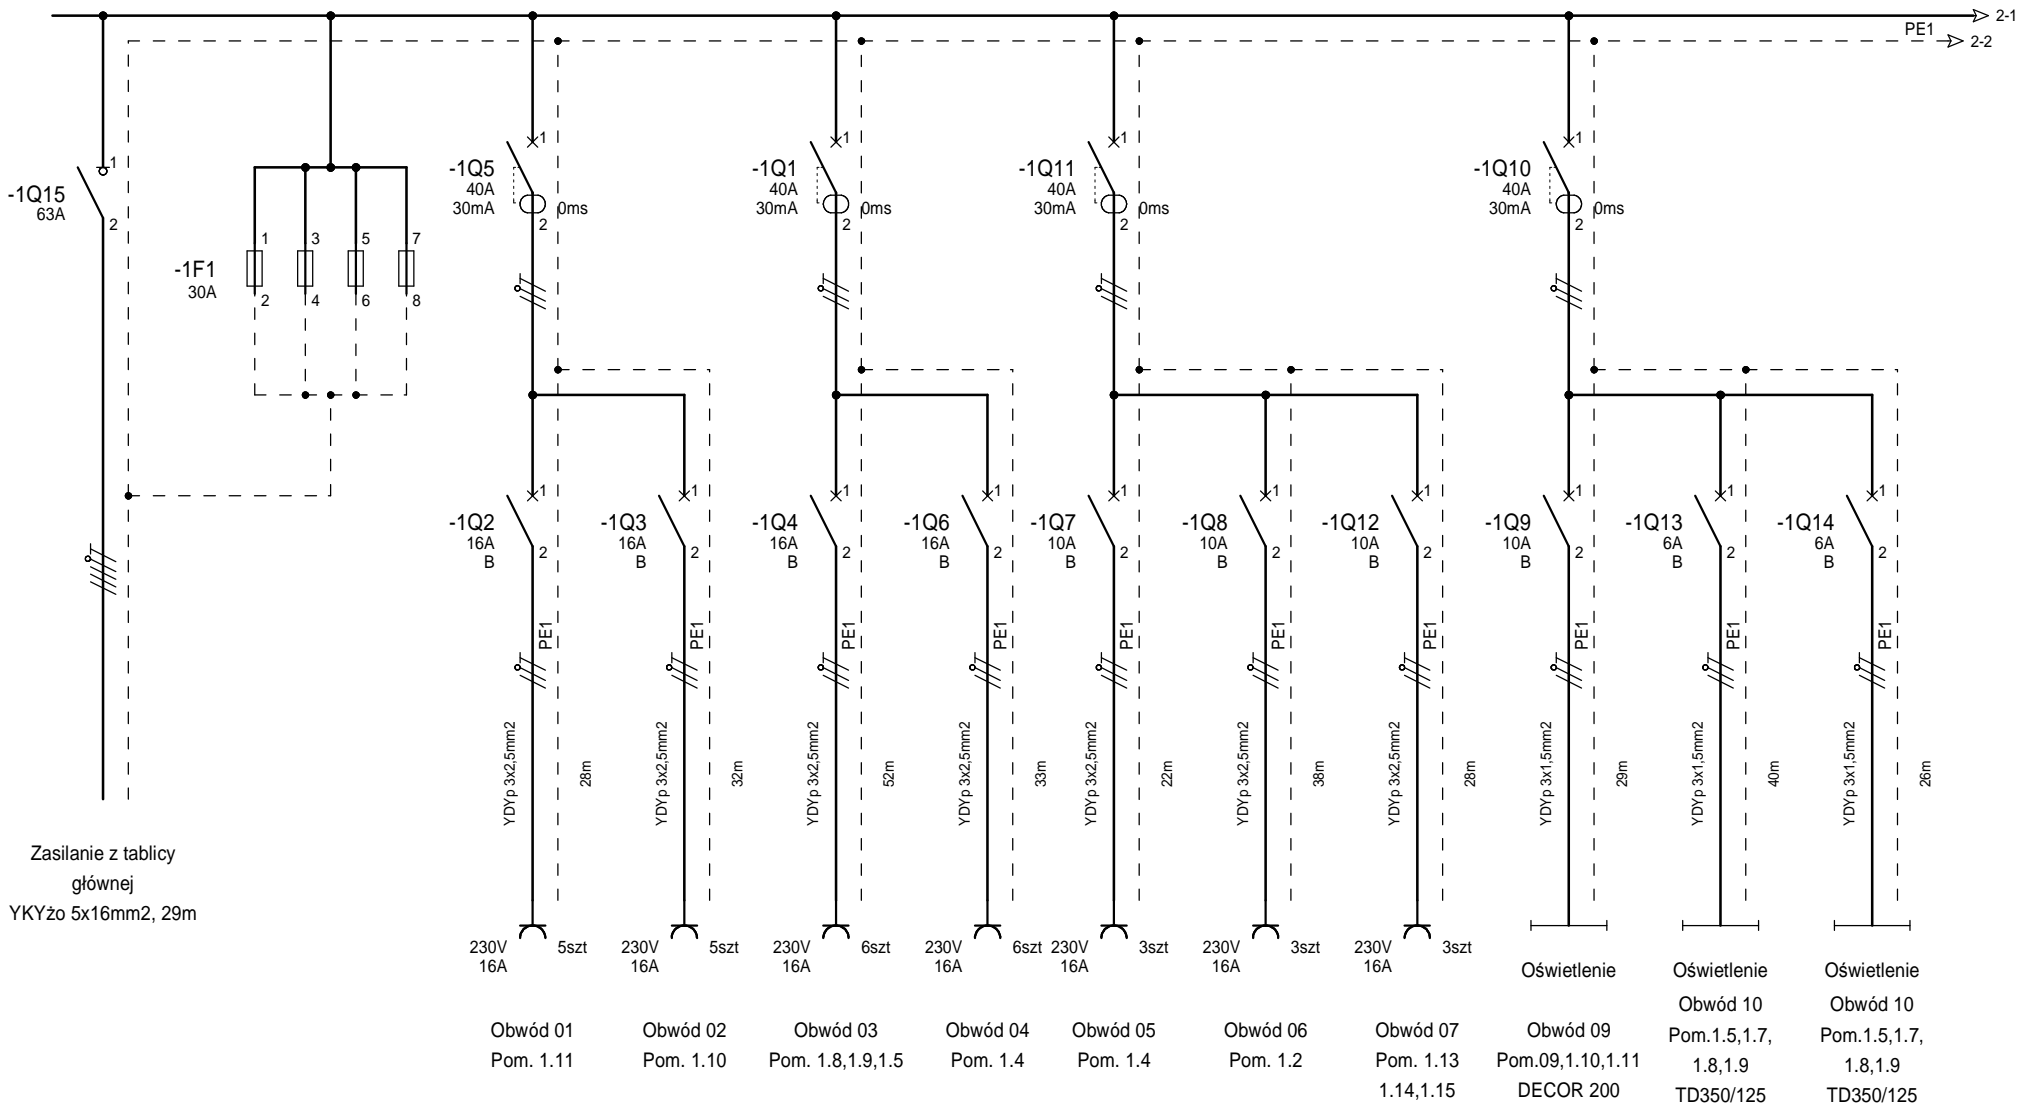 2-1
PE1
2-2
-1Q15
63A
1
2
-1F1
30A
1
3
5
7
2
4
6
8
-1Q5
40A
30mA
1
2
0ms
-1Q1
40A
30mA
1
2
0ms
-1Q11
40A
30mA
1
2
0ms
-1Q10
40A
30mA
1
2
0ms
-1Q2
16A
B
1
2
-1Q3
16A
B
1
2
-1Q4
16A
B
1
2
-1Q6
16A
B
1
2
-1Q7
10A
B
1
2
-1Q8
10A
B
1
2
-1Q12
10A
B
1
2
-1Q9
10A
B
1
2
-1Q13
6A
B
1
2
-1Q14
6A
B
1
2
PE1
PE1
PE1
PE1
PE1
PE1
PE1
PE1
PE1
PE1
YDYp 3x2,5mm2
28m
YDYp 3x2,5mm2
32m
YDYp 3x2,5mm2
52m
YDYp 3x2,5mm2
33m
YDYp 3x2,5mm2
22m
YDYp 3x2,5mm2
38m
YDYp 3x2,5mm2
28m
YDYp 3x1,5mm2
29m
YDYp 3x1,5mm2
40m
YDYp 3x1,5mm2
26m
Zasilanie z tablicy
głównej
YKYżo 5x16mm2, 29m
230V
16A
5szt
Obwód 01
Pom. 1.11
230V
16A
5szt
Obwód 02
Pom. 1.10
230V
16A
6szt
Obwód 03
Pom. 1.8,1.9,1.5
230V
16A
6szt
Obwód 04
Pom. 1.4
230V
16A
3szt
Obwód 05
Pom. 1.4
230V
16A
3szt
Obwód 06
Pom. 1.2
230V
16A
3szt
Obwód 07
Pom. 1.13
1.14,1.15
Oświetlenie
Obwód 09
Pom.09,1.10,1.11
DECOR 200
Oświetlenie
Obwód 10
Pom.1.5,1.7,
1.8,1.9
TD350/125
Oświetlenie
Obwód 10
Pom.1.5,1.7,
1.8,1.9
TD350/125